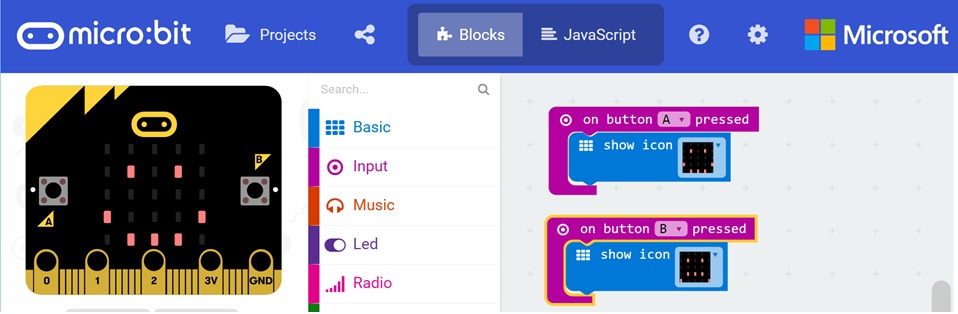 micro:bit Projects Blocks JavaScript ? Microsoft
Search...
Basic
Input
Music
Led
Radio
B
A
0 1 2 3V GND
on button A pressed
show icon
on button B pressed
show icon